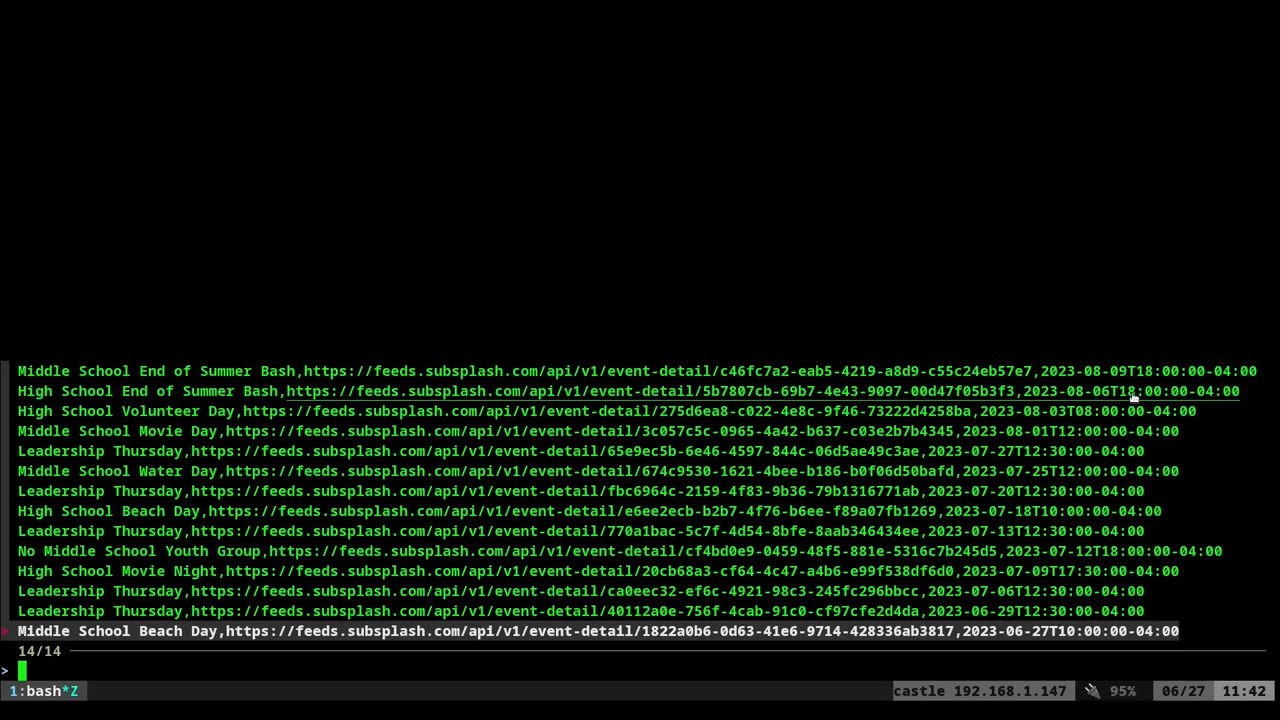 Middle School End of Summer Bash,https://feeds.subsplash.com/api/v1/event-detail/c46fc7a2-eab5-4219-a8d9-c55c24eb57e7,2023-08-09T18:00:00-04:00
High School End of Summer Bash,https://feeds.subsplash.com/api/v1/event-detail/5b7807cb-69b7-4e43-9097-00d47f05b3f3,2023-08-06T18:00:00-04:00
High School Volunteer Day,https://feeds.subsplash.com/api/v1/event-detail/275d6ea8-c022-4e8c-9f46-73222d4258ba,2023-08-03T08:00:00-04:00
Middle School Movie Day,https://feeds.subsplash.com/api/v1/event-detail/3c057c5c-0965-4a42-b637-c03e2b7b4345,2023-08-01T12:00:00-04:00
Leadership Thursday,https://feeds.subsplash.com/api/v1/event-detail/65e9ec5b-6e46-4597-844c-06d5ae49c3ae,2023-07-27T12:30:00-04:00
Middle School Water Day,https://feeds.subsplash.com/api/v1/event-detail/674c9530-1621-4bee-b186-b0f06d50bafd,2023-07-25T12:00:00-04:00
Leadership Thursday,https://feeds.subsplash.com/api/v1/event-detail/fbc6964c-2159-4f83-9b36-79b1316771ab,2023-07-20T12:30:00-04:00
High School Beach Day,https://feeds.subsplash.com/api/v1/event-detail/e6ee2ecb-b2b7-4f76-b6ee-f89a07fb1269,2023-07-18T10:00:00-04:00
Leadership Thursday,https://feeds.subsplash.com/api/v1/event-detail/770a1bac-5c7f-4d54-8bfe-8aab346434ee,2023-07-13T12:30:00-04:00
No Middle School Youth Group,https://feeds.subsplash.com/api/v1/event-detail/cf4bd0e9-0459-48f5-881e-5316c7b245d5,2023-07-12T18:00:00-04:00
High School Movie Night,https://feeds.subsplash.com/api/v1/event-detail/20cb68a3-cf64-4c47-a4b6-e99f538df6d0,2023-07-09T17:30:00-04:00
Leadership Thursday,https://feeds.subsplash.com/api/v1/event-detail/ca0eec32-ef6c-4921-98c3-245fc296bbcc,2023-07-06T12:30:00-04:00
Leadership Thursday,https://feeds.subsplash.com/api/v1/event-detail/40112a0e-756f-4cab-91c0-cf97cfe2d4da,2023-06-29T12:30:00-04:00
Middle School Beach Day,https://feeds.subsplash.com/api/v1/event-detail/1822a0b6-0d63-41e6-9714-428336ab3817,2023-06-27T10:00:00-04:00
14/14
>
1:bash*Z castle 192.168.1.147 95% 06/27 11:42